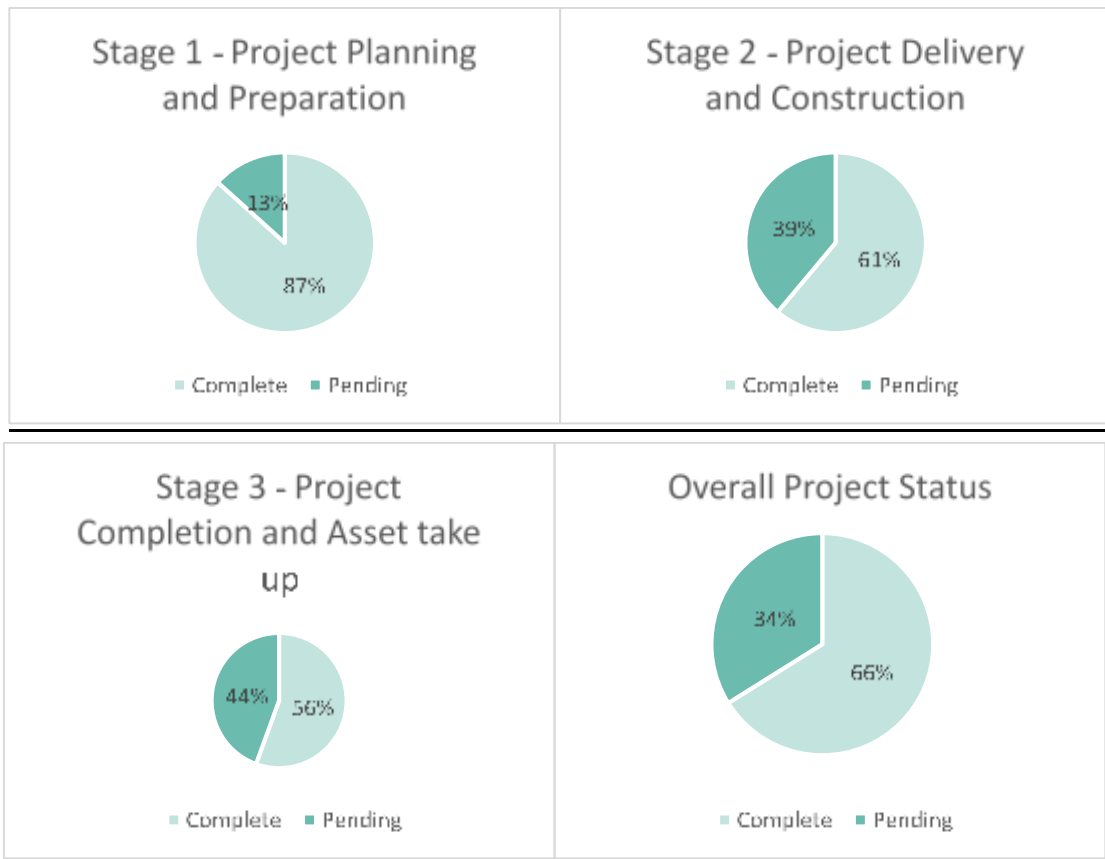 Stage 1 - Project Planning
and Preparation
13%
87%
Complete Pending
Stage 2 - Project Delivery
and Construction
39%
61%
Complete Pending
Stage 3 - Project
Completion and Asset take
up
44%
56%
Complete Pending
Overall Project Status
34%
66%
Complete Pending